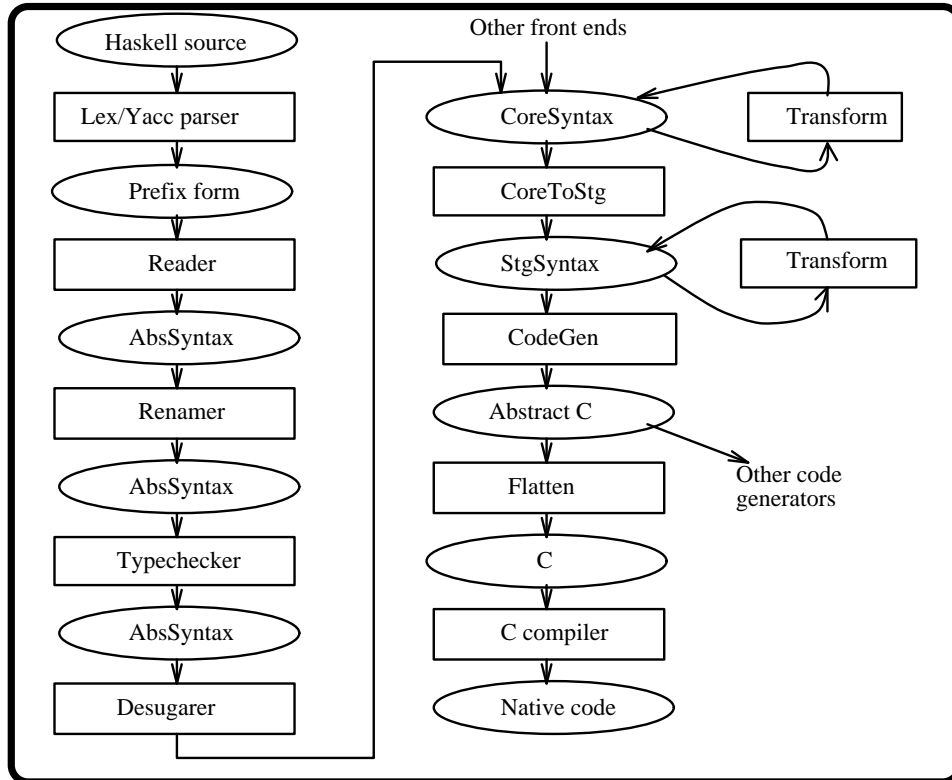 Haskell source
Lex/Yacc parser
Prefix form
Reader
AbsSyntax
Renamer
AbsSyntax
Typechecker
AbsSyntax
Desugarer
Other front ends
CoreSyntax
Transform
CoreToStg
StgSyntax
Transform
CodeGen
Abstract C
Other code
generators
Flatten
C
C compiler
Native code